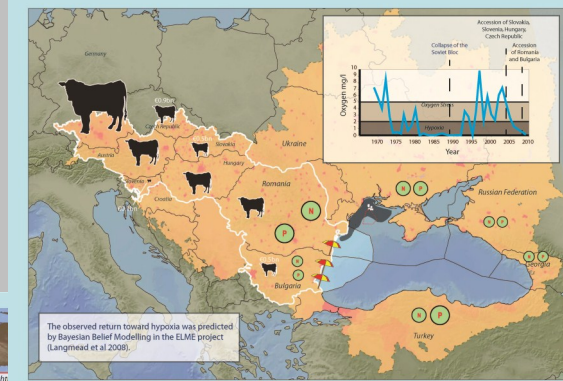 Accession of Slovakia,
Slovenia, Hungary,
Czech Republic
Collapse of the
Soviet Bloc
Accession
of Romania
and Bulgaria
Oxygen mg/l
10
9
8
7
6
5
4
3
2
1
0
Oxygen Stress
Hypoxia
1970 1975 1980 1985 1990 1995 2000 2005 2010
Year
Germany
Czech Republic
Slovakia
Austria
Hungary
Ukraine
Slovenia
Croatia
Romania
Russian Federation
N P
N
P
N P
N
P
Bulgaria
N P
Georgia
N P
Turkey
The observed return toward hypoxia was predicted
by Bayesian Belief Modelling in the ELME project
(Langmead et al 2008).